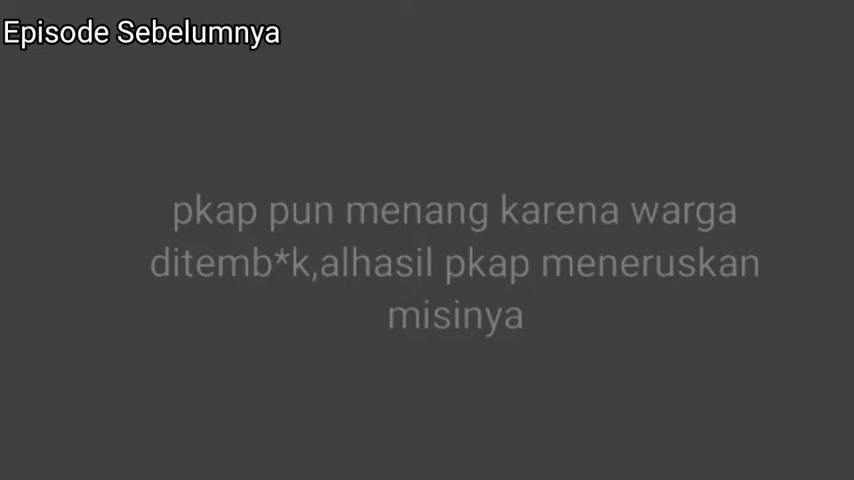 Episode Sebelumnya
pkap pun menang karena warga
ditemb*k,alhasil pkap meneruskan
misinya